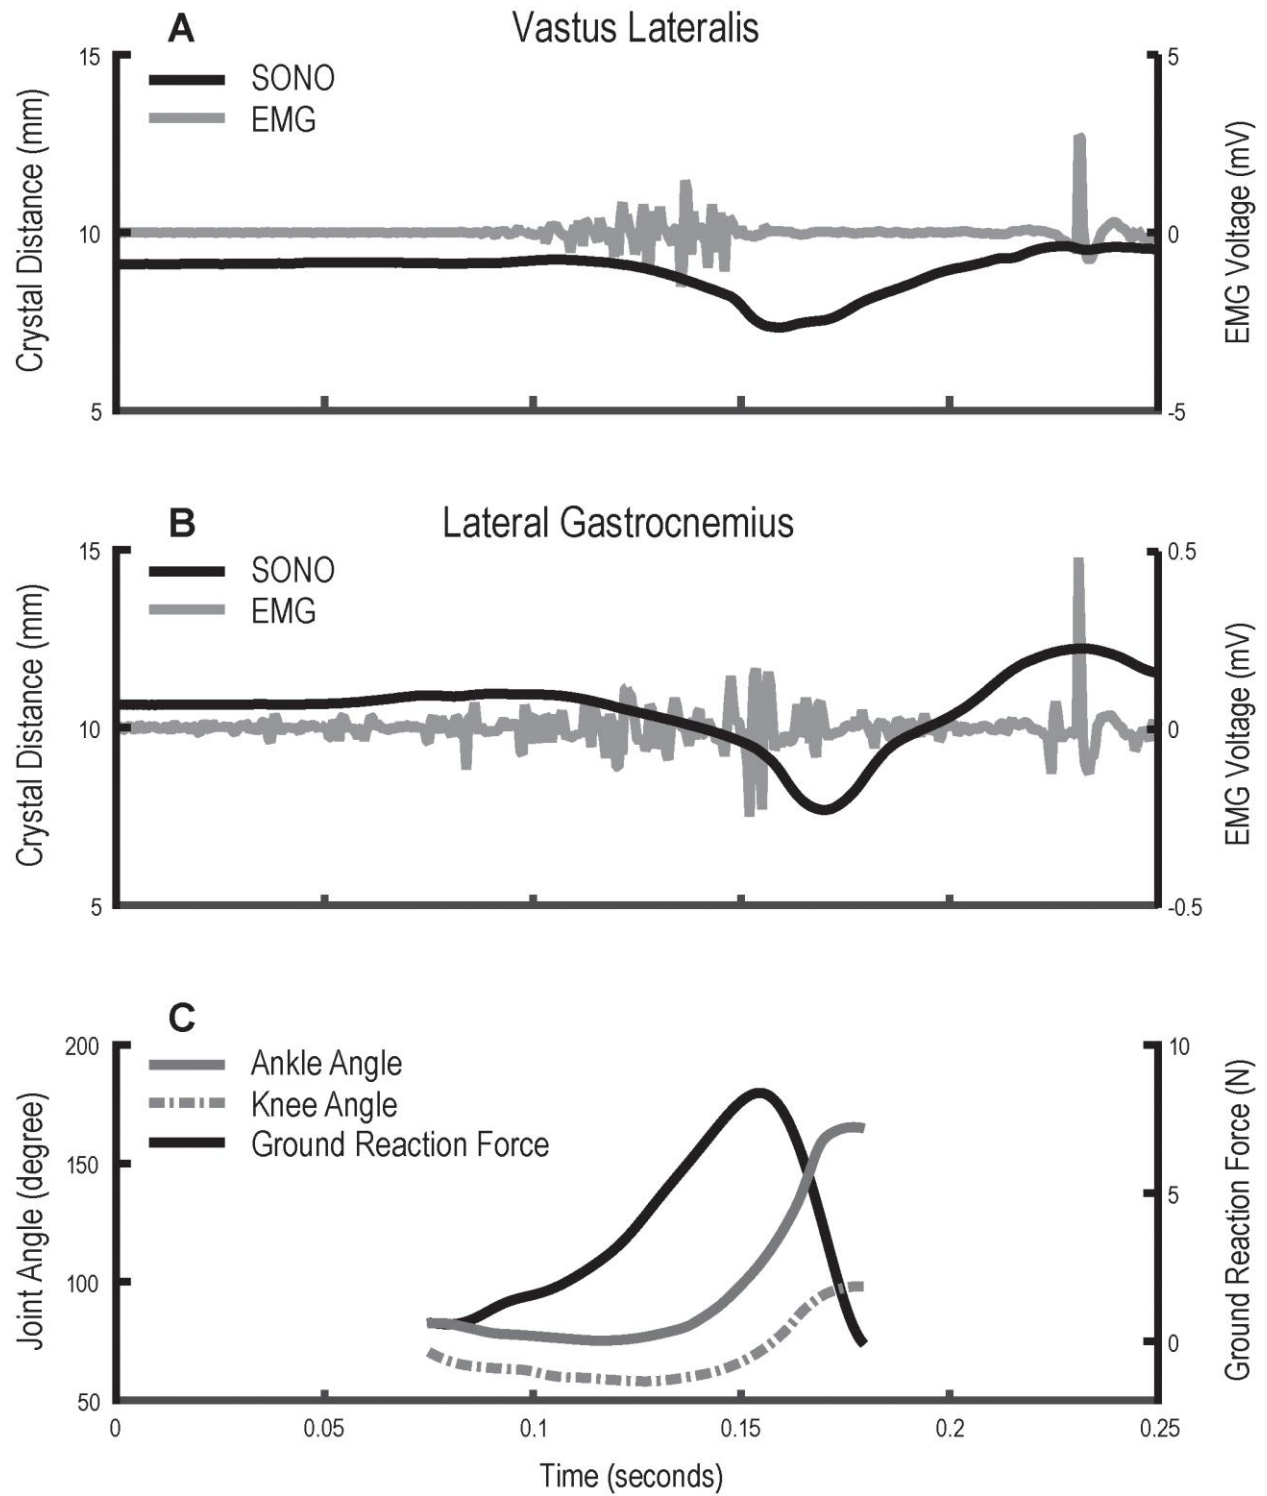 A
Vastus Lateralis
15
5
SONO
EMG
Crystal Distance (mm)
EMG Voltage (mV)
10
0
5
-5
B
Lateral Gastrocnemius
15
0.5
SONO
EMG
Crystal Distance (mm)
EMG Voltage (mV)
10
0
5
-0.5
C
200
10
Ankle Angle
Knee Angle
Ground Reaction Force
Joint Angle (degree)
Ground Reaction Force (N)
150
5
100
0
50
0 0.05 0.1 0.15 0.2 0.25
Time (seconds)